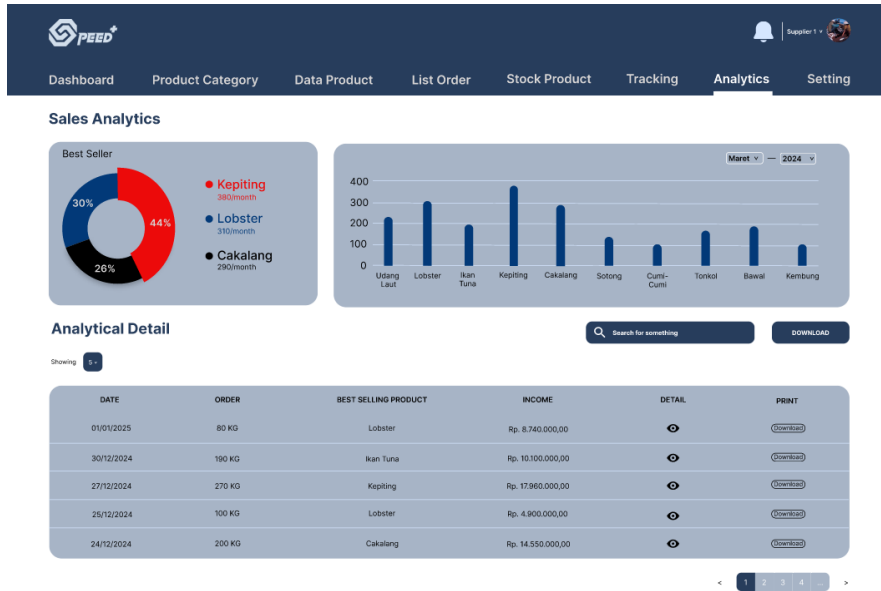 SPEED+
Supplier 1 v
Dashboard Product Category Data Product List Order Stock Product Tracking Analytics Setting
Sales Analytics
Best Seller
30%
44%
26%
Kepiting
380/month
Lobster
310/month
Cakalang
290/month
Maret v — 2024 v
400
300
200
100
0
Udang Laut
Lobster
Ikan Tuna
Kepiting
Cakalang
Sotong
Cumi-Cumi
Tonkol
Bawal
Kembung
Analytical Detail
Search for something
DOWNLOAD
Showing 5 v
DATE ORDER BEST SELLING PRODUCT INCOME DETAIL PRINT
01/01/2025 80 KG Lobster Rp. 8.740.000,00 Download
30/12/2024 190 KG Ikan Tuna Rp. 10.100.000,00 Download
27/12/2024 270 KG Kepiting Rp. 17.960.000,00 Download
25/12/2024 100 KG Lobster Rp. 4.900.000,00 Download
24/12/2024 200 KG Cakalang Rp. 14.550.000,00 Download
< 1 2 3 4 ... >